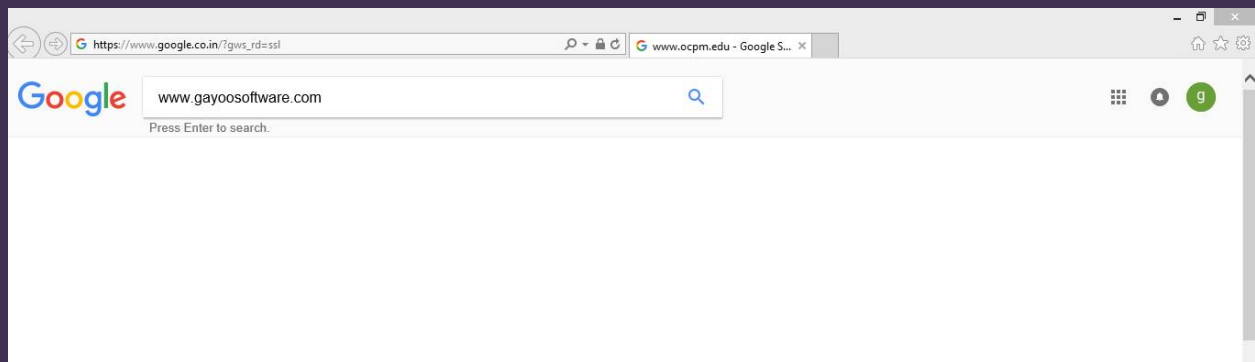 https://www.google.co.in/?gws_rd=ssl
www.ocpm.edu - Google S...
Google
www.gayoosoftware.com
g
Press Enter to search.